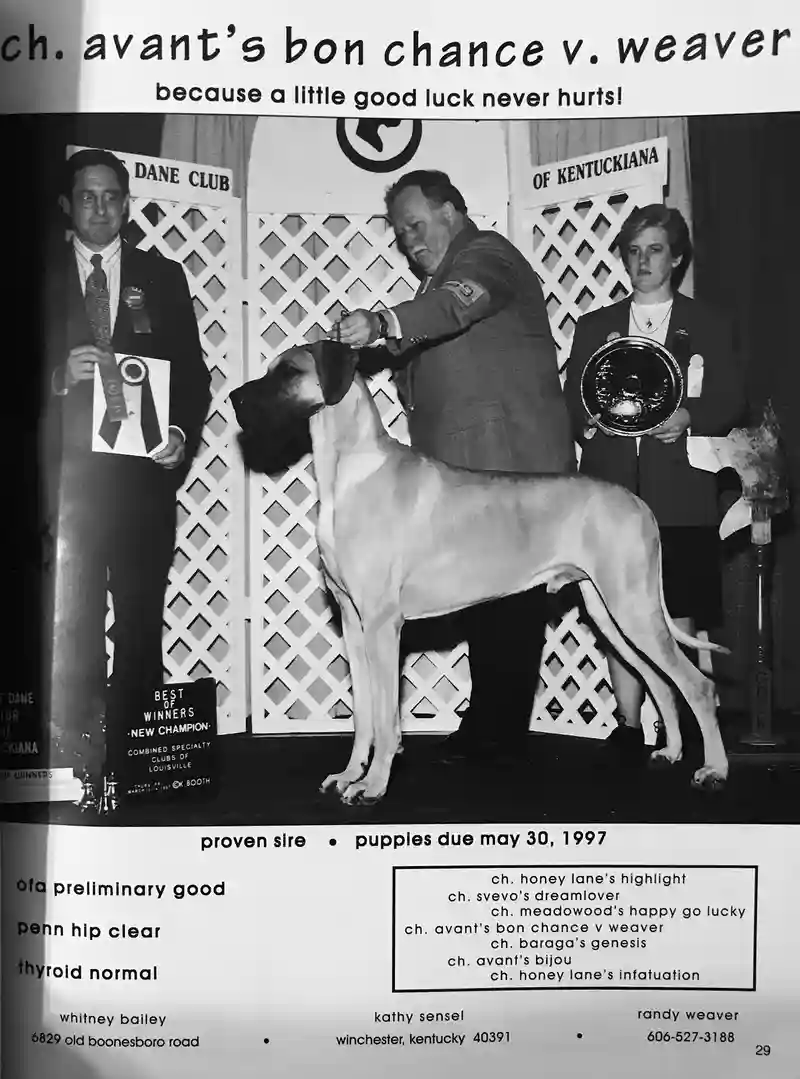 ch. avant's bon chance v. weaver
because a little good luck never hurts!
DANE CLUB
OF KENTUCKIANA
BEST
OF
WINNERS
·NEW CHAMPION·
COMBINED SPECIALTY
CLUBS OF
LOUISVILLE
BOOTH
DANE
KIANA
WINNERS
proven sire • puppies due may 30, 1997
ofa preliminary good
penn hip clear
thyroid normal
ch. honey lane's highlight
ch. svevo's dreamlover
ch. meadowood's happy go lucky
ch. avant's bon chance v weaver
ch. baraga's genesis
ch. avant's bijou
ch. honey lane's infatuation
whitney bailey kathy sensel randy weaver
6829 old boonesboro road • winchester, kentucky 40391 • 606-527-3188
29